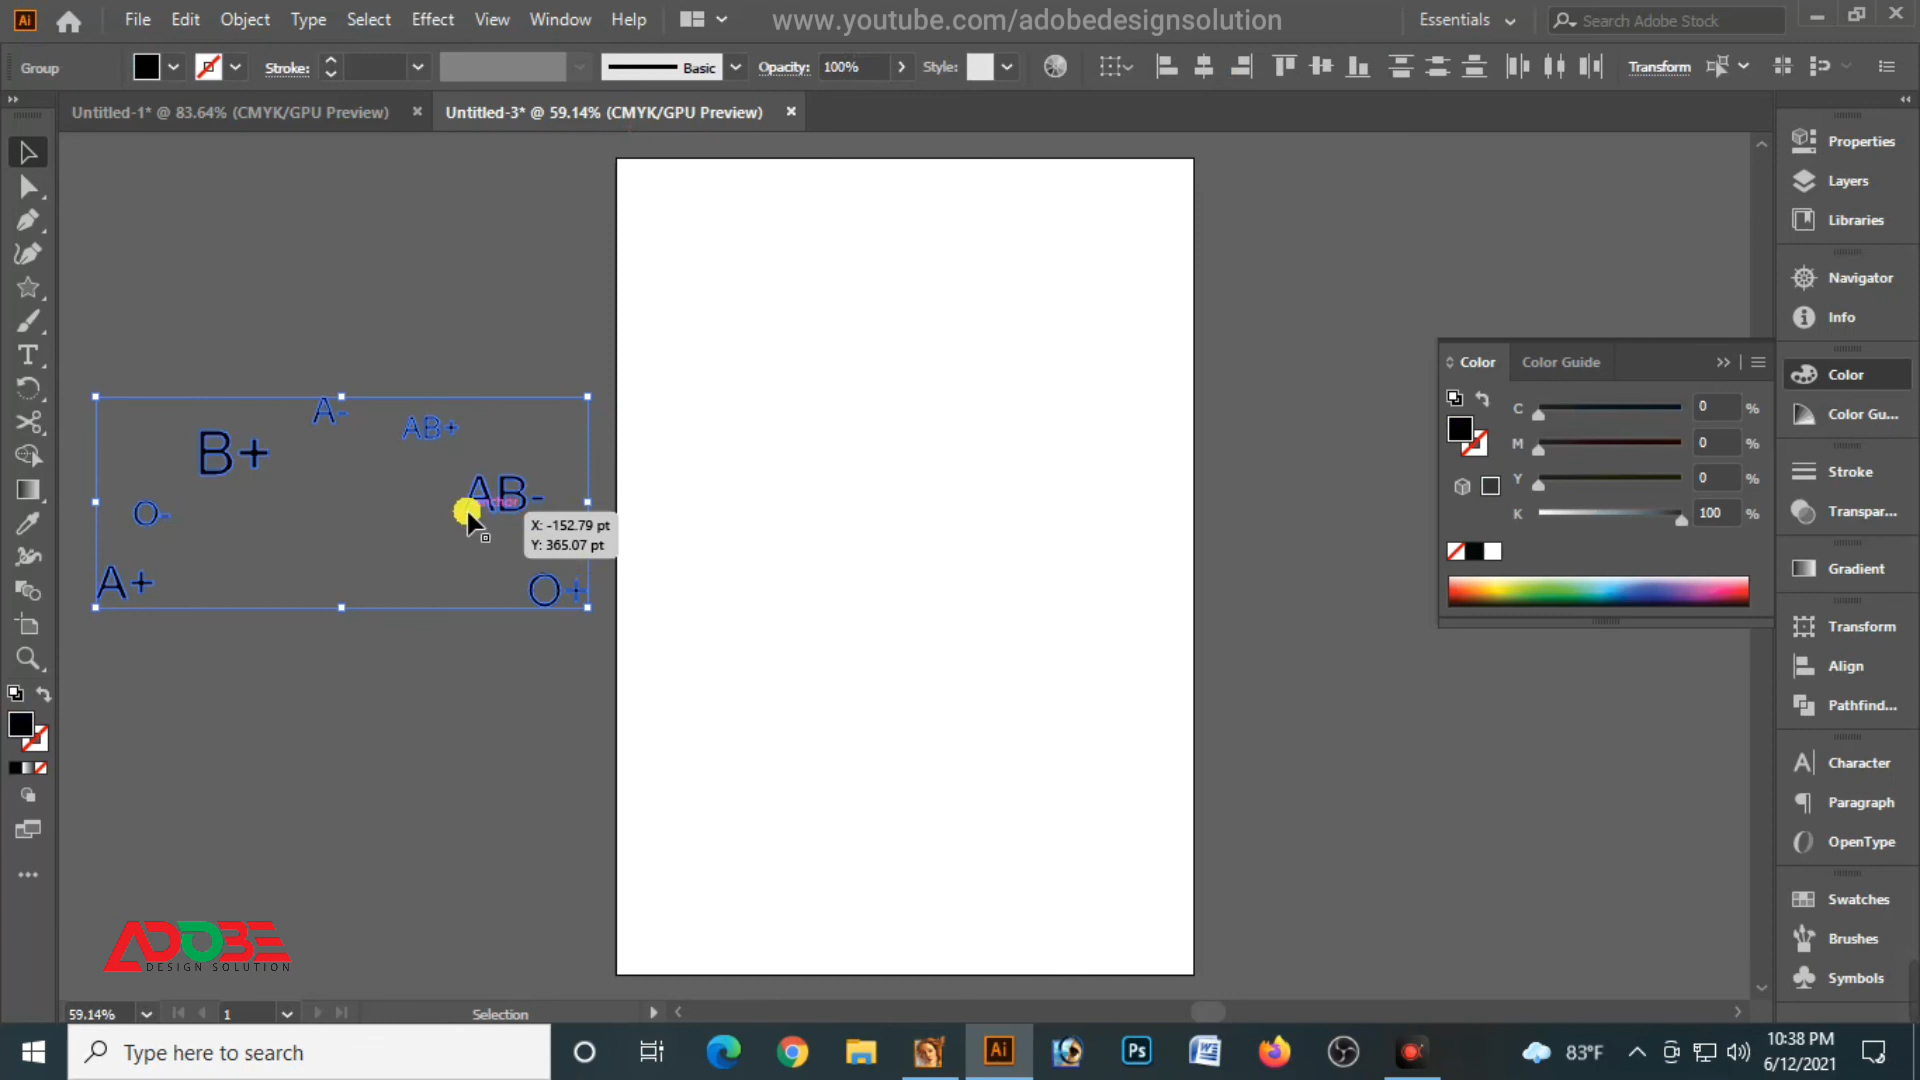 Ai File Edit Object Type Select Effect View Window Help www.youtube.com/adobedesignsolution Essentials Search Adobe Stock
Group Stroke: Basic Opacity: 100% Style: Transform
Untitled-1* @ 83.64% (CMYK/GPU Preview) × Untitled-3* @ 59.14% (CMYK/GPU Preview) ×
Properties
Layers
Libraries
Navigator
Info
Color
Color Gu...
Stroke
Transpar...
Gradient
Transform
Align
Pathfind...
Character
Paragraph
OpenType
Swatches
Brushes
Symbols
Color Color Guide
C 0 %
M 0 %
Y 0 %
K 100 %
A-
AB+
B+
AB-
O-
X: -152.79 pt
Y: 365.07 pt
A+
O+
ADOBE
DESIGN SOLUTION
59.14% 1 Selection
Type here to search
Ai
Ps
W
83°F
10:38 PM
6/12/2021